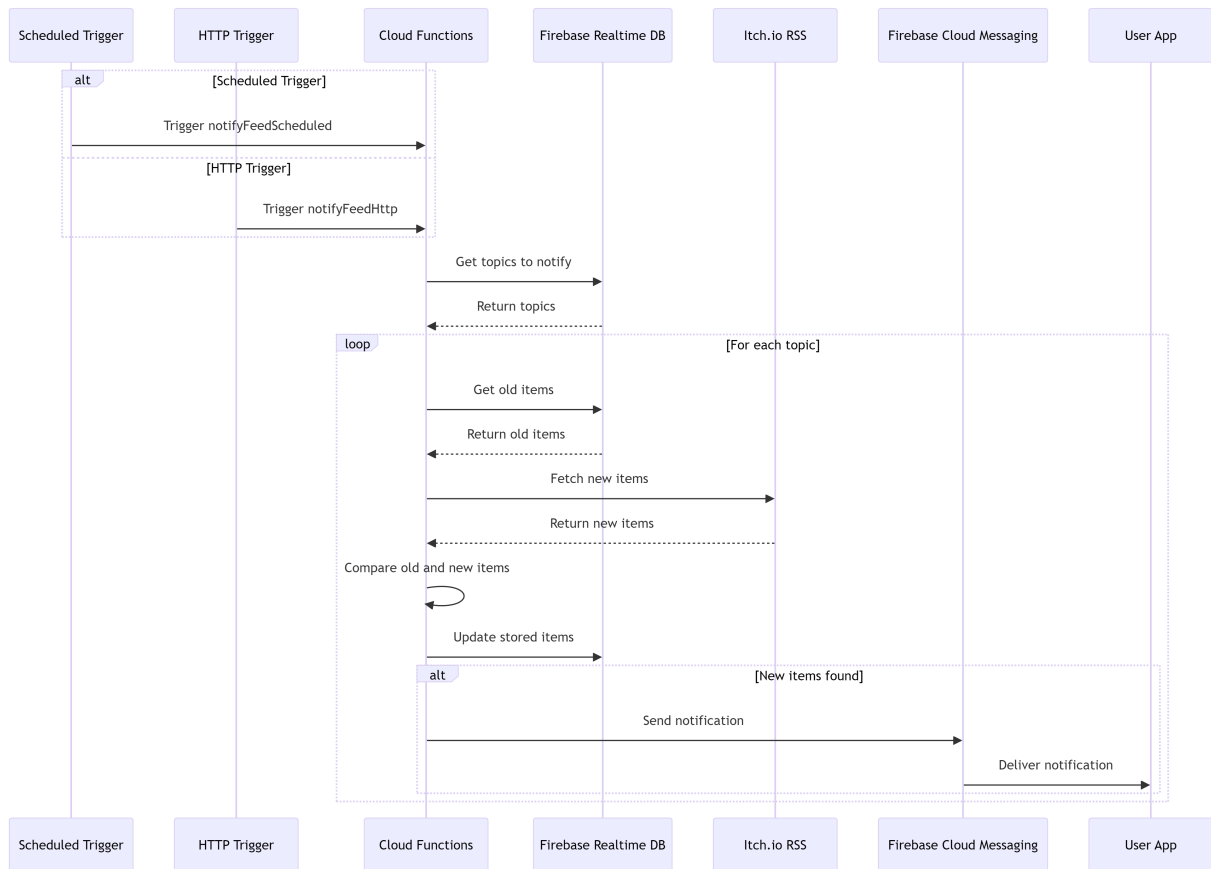 Scheduled Trigger
HTTP Trigger
Cloud Functions
Firebase Realtime DB
Itch.io RSS
Firebase Cloud Messaging
User App
alt
[Scheduled Trigger]
Trigger notifyFeedScheduled
[HTTP Trigger]
Trigger notifyFeedHttp
Get topics to notify
Return topics
loop
[For each topic]
Get old items
Return old items
Fetch new items
Return new items
Compare old and new items
Update stored items
alt
[New items found]
Send notification
Deliver notification
Scheduled Trigger
HTTP Trigger
Cloud Functions
Firebase Realtime DB
Itch.io RSS
Firebase Cloud Messaging
User App